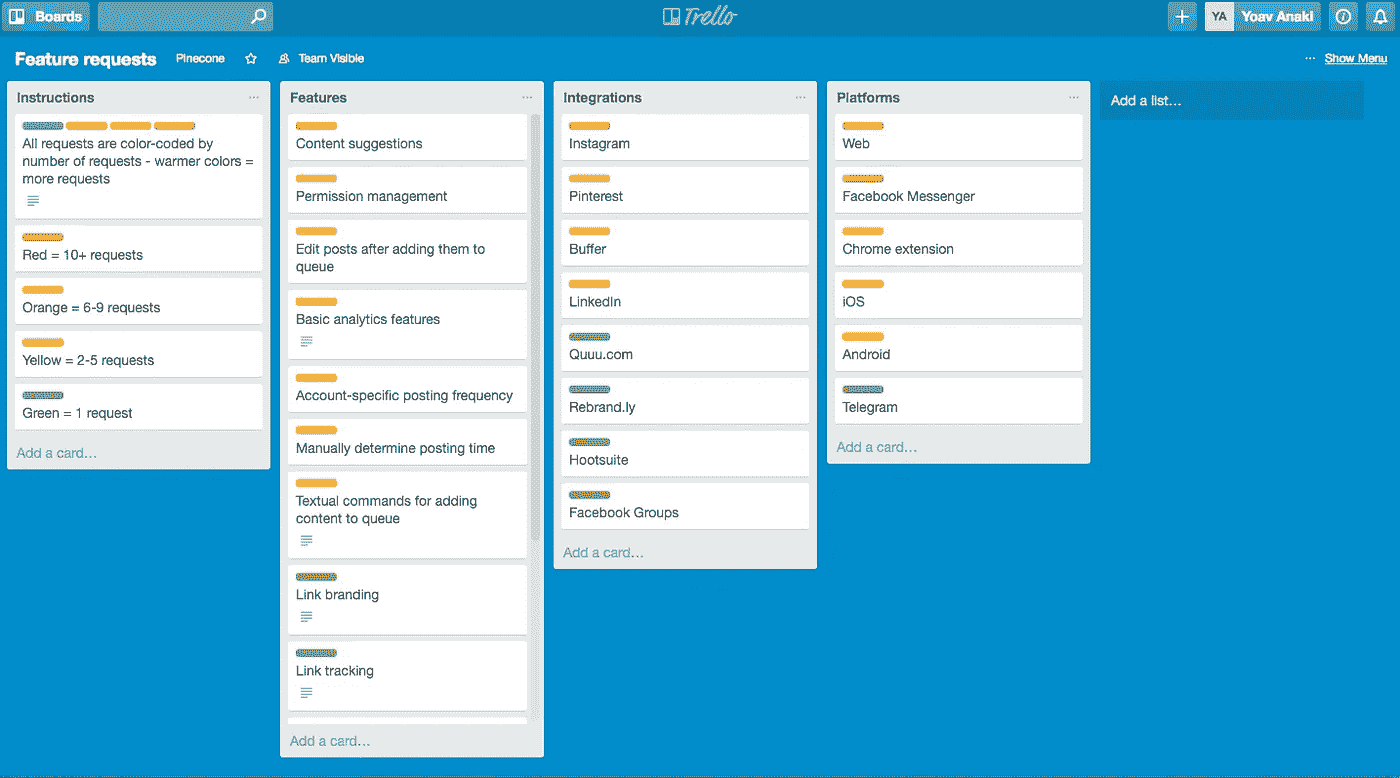 Boards
Trello
YA
Yoav Anaki
Feature requests
Pinecone
Team Visible
... Show Menu
Instructions
All requests are color-coded by
number of requests - warmer colors =
more requests
Red = 10+ requests
Orange = 6-9 requests
Yellow = 2-5 requests
Green = 1 request
Add a card...
Features
Content suggestions
Permission management
Edit posts after adding them to
queue
Basic analytics features
Account-specific posting frequency
Manually determine posting time
Textual commands for adding
content to queue
Link branding
Link tracking
Add a card...
Integrations
Instagram
Pinterest
Buffer
LinkedIn
Quuu.com
Rebrand.ly
Hootsuite
Facebook Groups
Add a card...
Platforms
Web
Facebook Messenger
Chrome extension
iOS
Android
Telegram
Add a card...
Add a list...